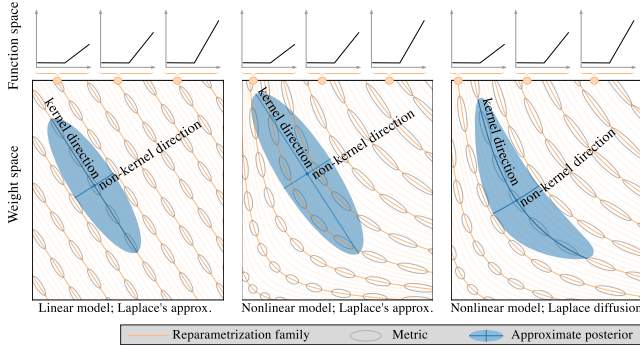 Function space
Weight space
kernel direction
non-kernel direction
kernel direction
non-kernel direction
kernel direction
non-kernel direction
Linear model; Laplace's approx.
Nonlinear model; Laplace's approx.
Nonlinear model; Laplace diffusion
Reparametrization family
Metric
Approximate posterior